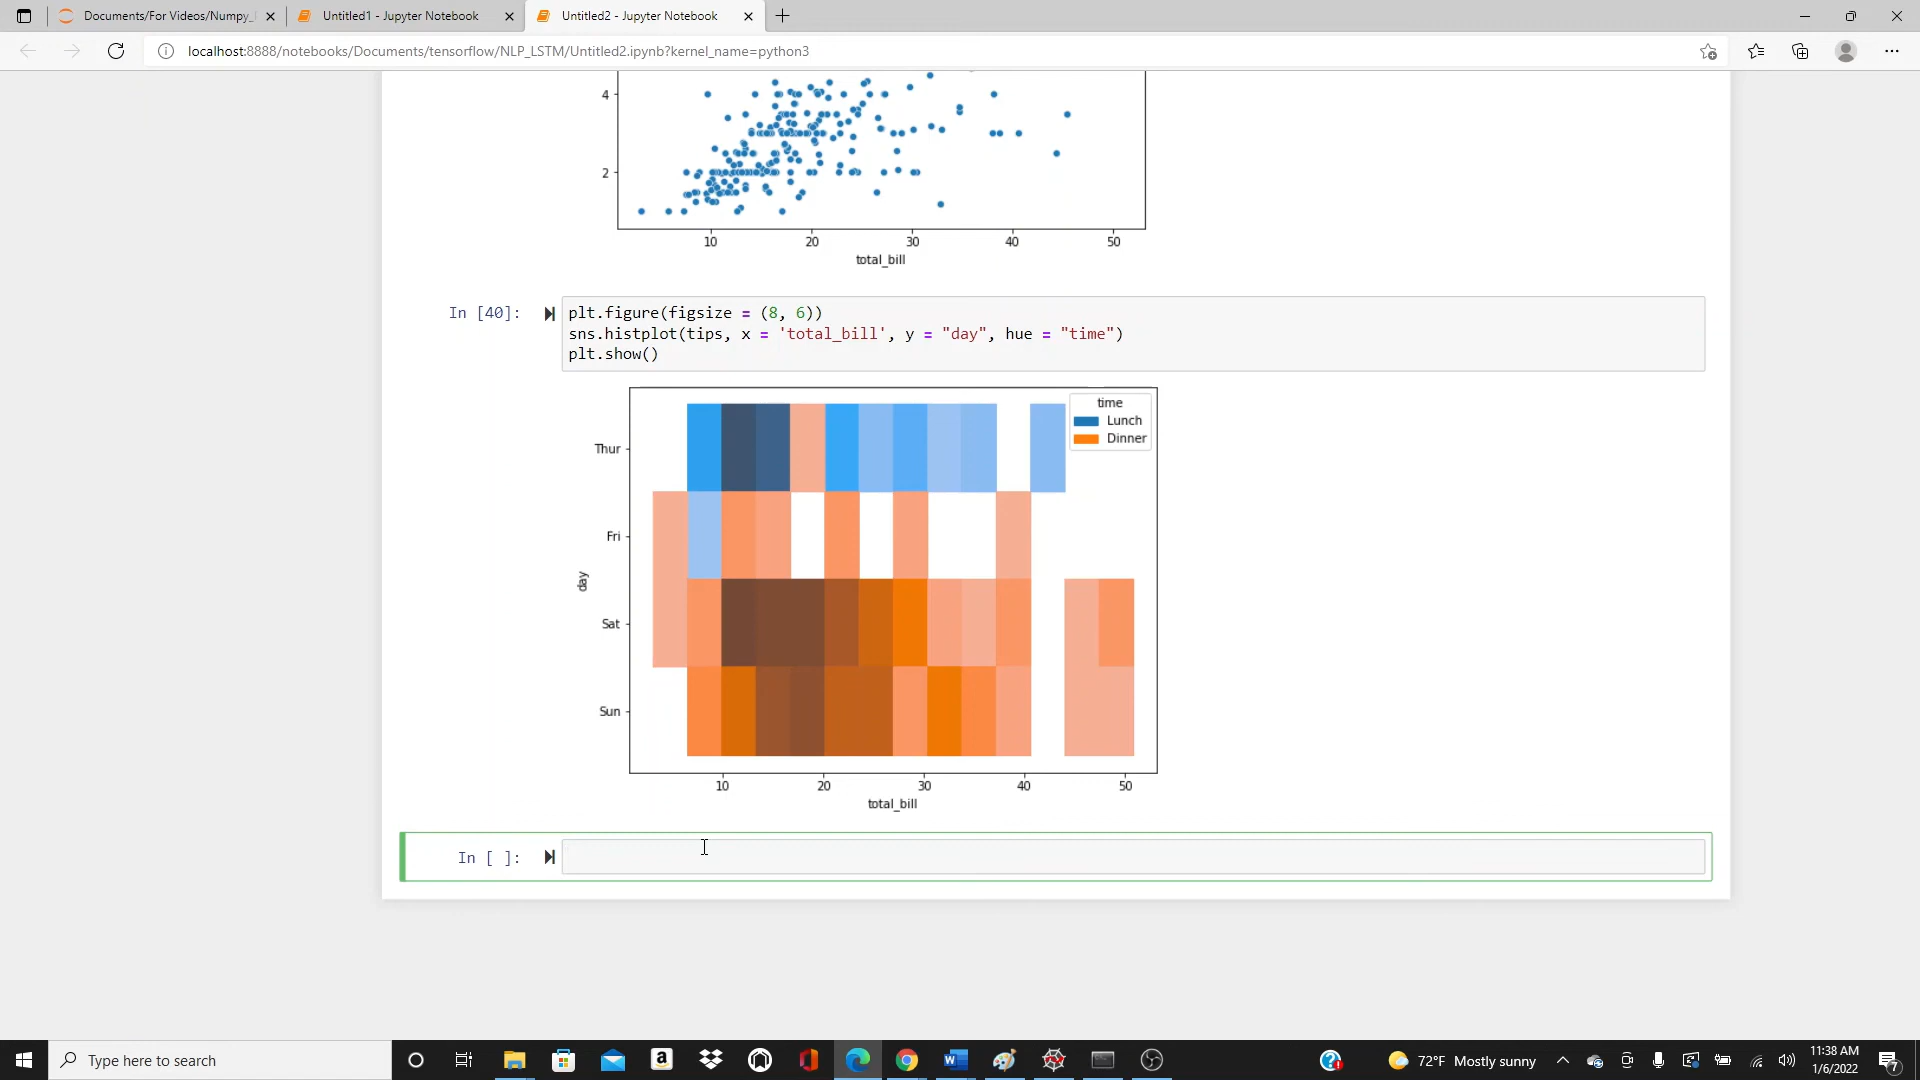 Documents/For Videos/Numpy_
Untitled1 - Jupyter Notebook
Untitled2 - Jupyter Notebook
localhost:8888/notebooks/Documents/tensorflow/NLP_LSTM/Untitled2.ipynb?kernel_name=python3
4
2
10 20 30 40 50
total_bill
In [40]:
plt.figure(figsize = (8, 6))
sns.histplot(tips, x = 'total_bill', y = "day", hue = "time")
plt.show()
time
Lunch
Dinner
Thur
Fri
Sat
Sun
day
10 20 30 40 50
total_bill
In [ ]:
Type here to search
72°F Mostly sunny
11:38 AM
1/6/2022
7